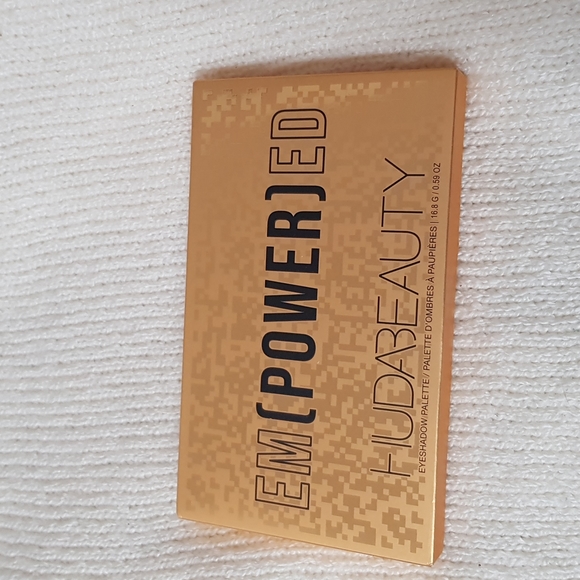 EM(POWER)ED
HUDABEAUTY
EYESHADOW PALETTE / PALETTE D'OMBRES À PAUPIÈRES | 16.8 G / 0.59 OZ